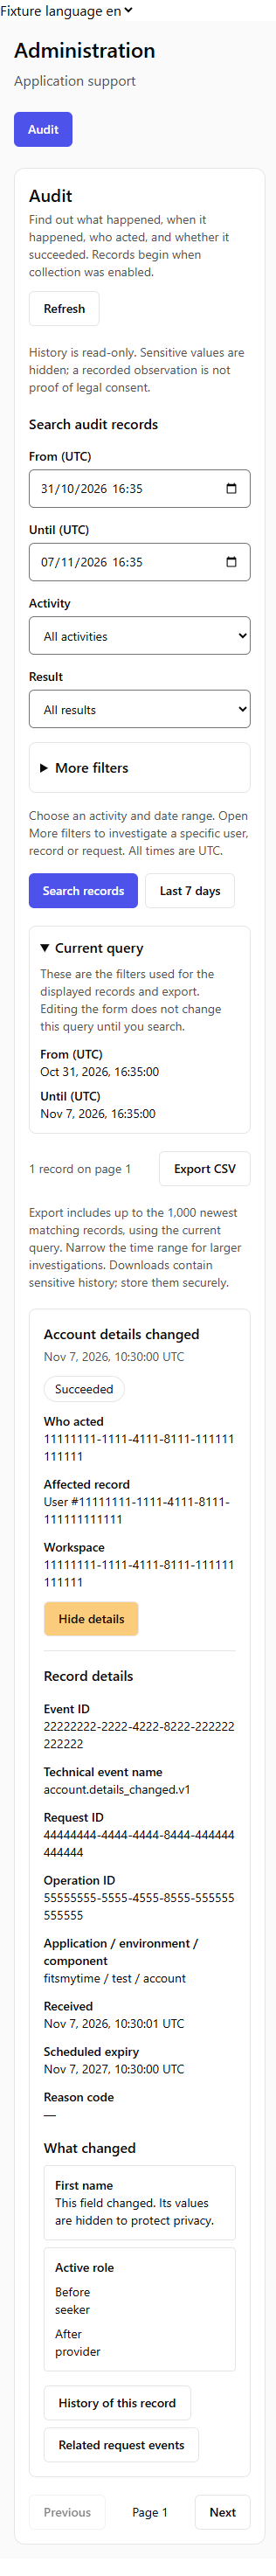 Fixture language en
Administration
Application support
Audit
Audit
Find out what happened, when it
happened, who acted, and whether it
succeeded. Records begin when
collection was enabled.
Refresh
History is read-only. Sensitive values are
hidden; a recorded observation is not
proof of legal consent.
Search audit records
From (UTC)
31/10/2026 16:35
Until (UTC)
07/11/2026 16:35
Activity
All activities
Result
All results
More filters
Choose an activity and date range. Open
More filters to investigate a specific user,
record or request. All times are UTC.
Search records
Last 7 days
Current query
These are the filters used for the
displayed records and export.
Editing the form does not change
this query until you search.
From (UTC)
Oct 31, 2026, 16:35:00
Until (UTC)
Nov 7, 2026, 16:35:00
1 record on page 1
Export CSV
Export includes up to the 1,000 newest
matching records, using the current
query. Narrow the time range for larger
investigations. Downloads contain
sensitive history; store them securely.
Account details changed
Nov 7, 2026, 10:30:00 UTC
Succeeded
Who acted
11111111-1111-4111-8111-111111
111111
Affected record
User #11111111-1111-4111-8111-
111111111111
Workspace
11111111-1111-4111-8111-111111
111111
Hide details
Record details
Event ID
22222222-2222-4222-8222-222222
222222
Technical event name
account.details_changed.v1
Request ID
44444444-4444-4444-8444-444444
444444
Operation ID
55555555-5555-4555-8555-555555
555555
Application / environment /
component
fitsmytime / test / account
Received
Nov 7, 2026, 10:30:01 UTC
Scheduled expiry
Nov 7, 2027, 10:30:00 UTC
Reason code
—
What changed
First name
This field changed. Its values
are hidden to protect privacy.
Active role
Before
seeker
After
provider
History of this record
Related request events
Previous
Page 1
Next